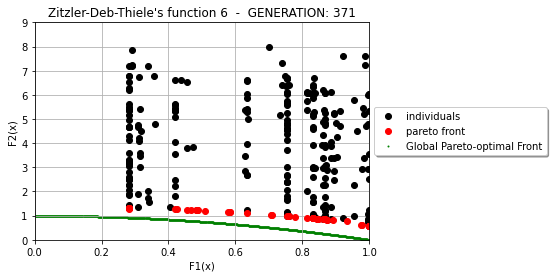 Zitzler-Deb-Thiele's function 6 - GENERATION: 371
F2(x)
9
8
7
6
5
4
3
2
1
0
0.0 0.2 0.4 0.6 0.8 1.0
F1(x)
individuals
pareto front
Global Pareto-optimal Front